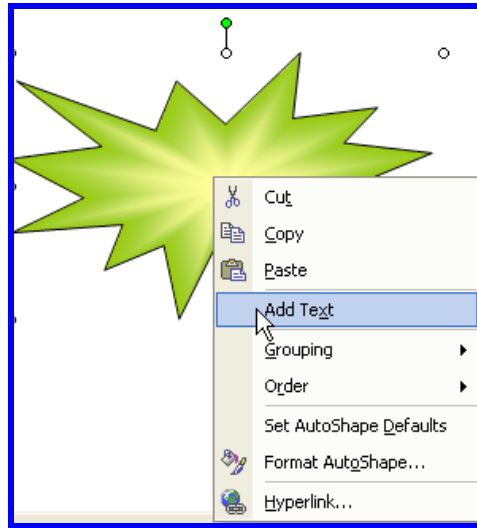 Cut
Copy
Paste
Add Text
Grouping
Order
Set AutoShape Defaults
Format AutoShape...
Hyperlink...